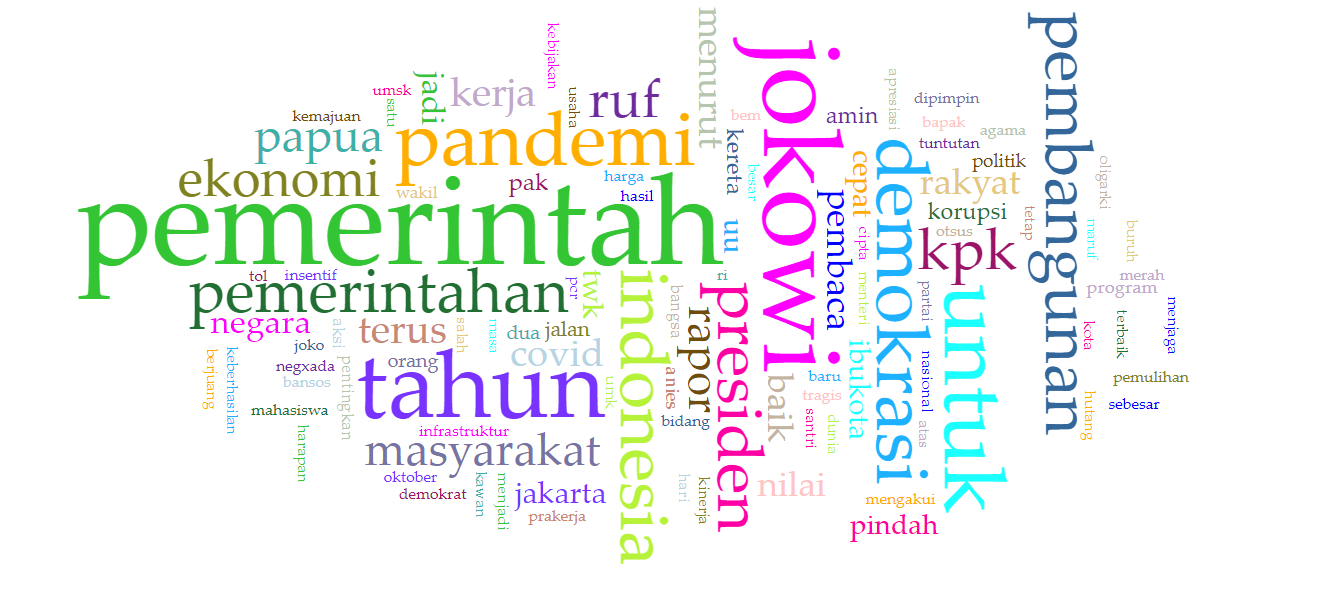 kebijakan
menurut
jokowi
pembangunan
umsk
satu
jadi
kerja
usaha
ruf
apresiasi
dipimpin
kemajuan
papua
pandemi
bem
amin
bapak
agama
kereta
tuntutan
ekonomi
wakil
pak
harga
hasil
besar
cepat
demokrasi
politik
rakyat
oligarki
pemerintah
uu
pembaca
cipta
korupsi
otsus
tetap
kpk
maruf
buruh
tol
insentif
pemerintahan
pcr
twk
indonesia
ri
presiden
menteri
partai
untuk
merah
program
menjaga
negara
aksi
terus
salah
masa
dua
jalan
bangsa
rapor
kota
terbaik
berjuang
keberhasilan
joko
negxada
bansos
pentingkan
orang
covid
umk
anies
baik
baru
tragis
ibukota
nasional
pemulihan
mahasiswa
tahun
bidang
santri
dunia
atas
hutang
sebesar
harapan
infrastruktur
masyarakat
oktober
demokrat
kawan
menjadi
jakarta
prakerja
hari
kinerja
nilai
mengakui
pindah